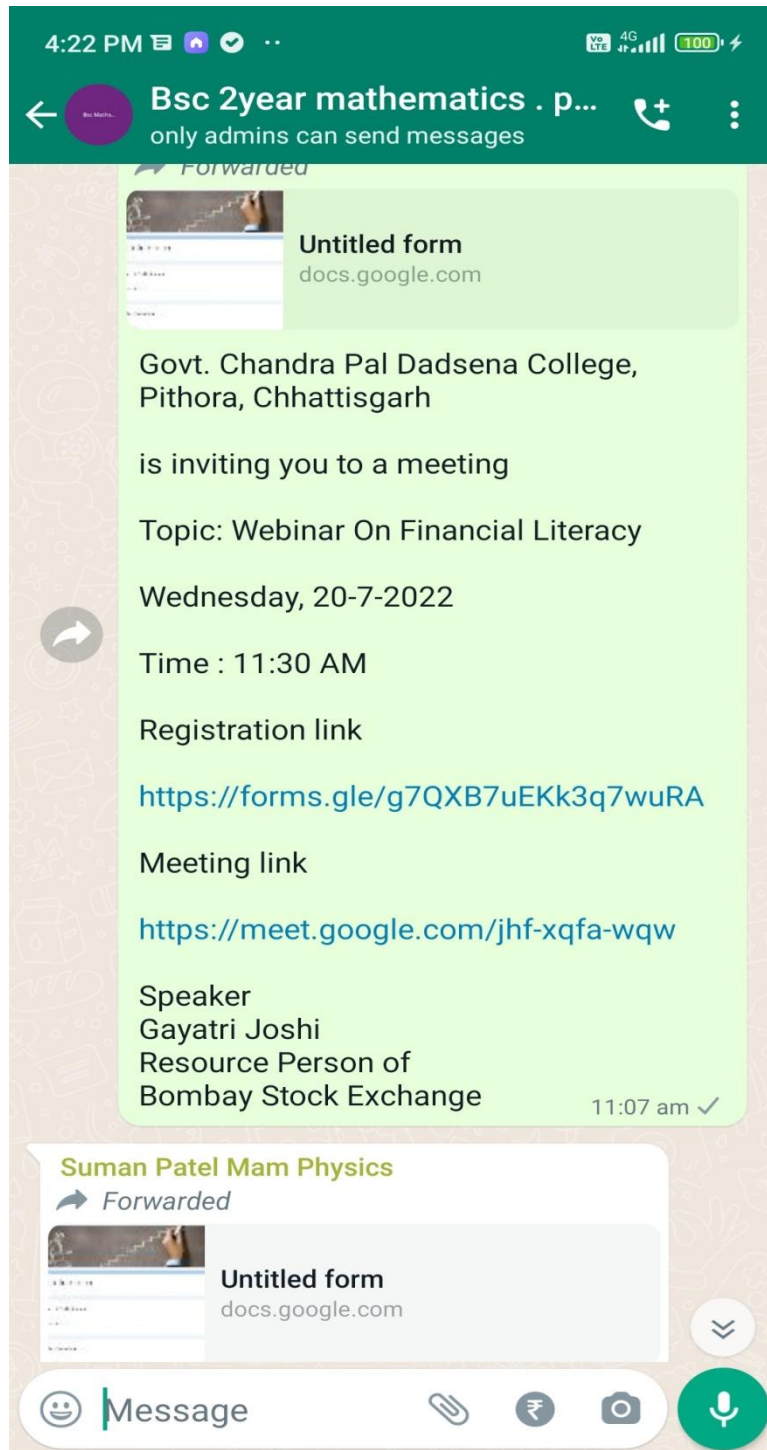 4:22 PM
Vo LTE 4G 100
Bsc 2year mathematics . p...
only admins can send messages
Forwarded
Untitled form
docs.google.com
Govt. Chandra Pal Dadsena College,
Pithora, Chhattisgarh
is inviting you to a meeting
Topic: Webinar On Financial Literacy
Wednesday, 20-7-2022
Time : 11:30 AM
Registration link
https://forms.gle/g7QXB7uEKk3q7wuRA
Meeting link
https://meet.google.com/jhf-xqfa-wqw
Speaker
Gayatri Joshi
Resource Person of
Bombay Stock Exchange
11:07 am
Suman Patel Mam Physics
Forwarded
Untitled form
docs.google.com
Message